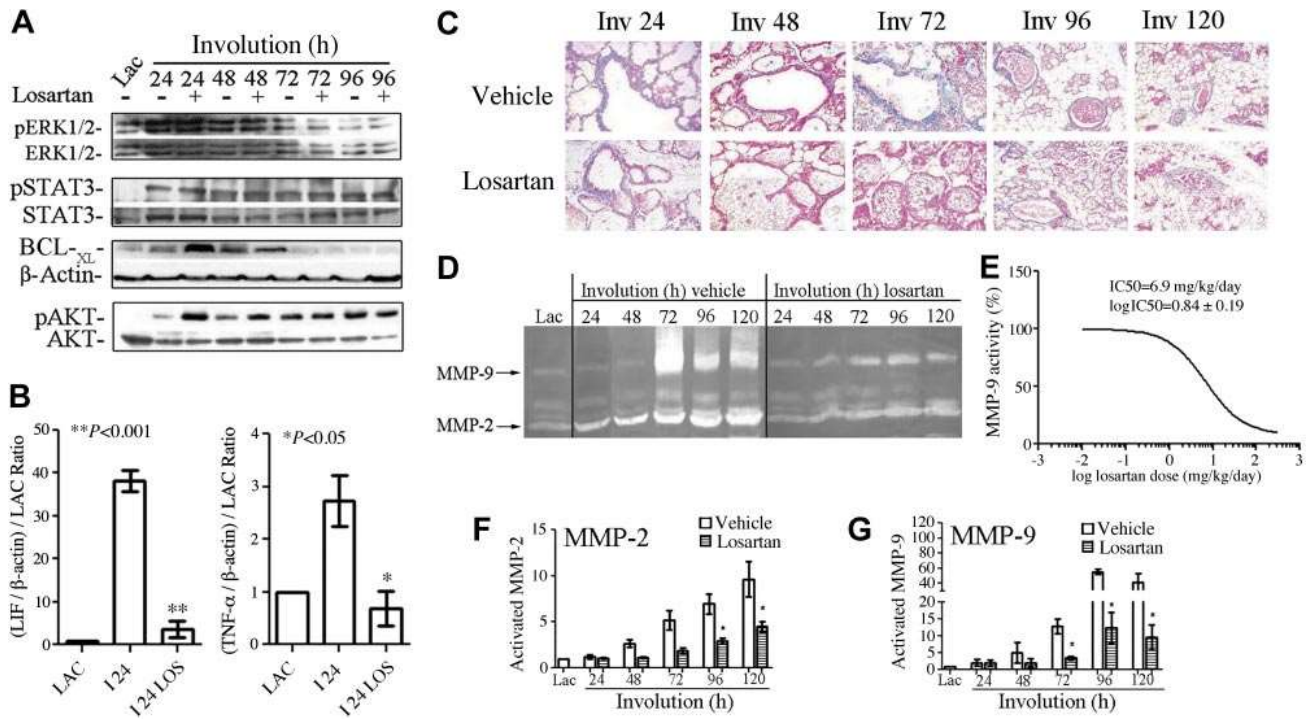 A
Involution (h)
Lac 24 24 48 48 72 72 96 96
Losartan - - + - + - + - +
pERK1/2-
ERK1/2-
pSTAT3-
STAT3-
BCL-XL-
β-Actin-
pAKT-
AKT-
B
**P<0.001
(LIF / β-actin) / LAC Ratio
50
40
30
20
10
0
**
LAC I 24 I 24 LOS
*P<0.05
(TNF-α / β-actin) / LAC Ratio
4
3
2
1
0
*
LAC I 24 I 24 LOS
C
Inv 24 Inv 48 Inv 72 Inv 96 Inv 120
Vehicle
Losartan
D
Involution (h) vehicle Involution (h) losartan
Lac 24 48 72 96 120 24 48 72 96 120
MMP-9
MMP-2
E
IC50=6.9 mg/kg/day
logIC50=0.84 ± 0.19
MMP-9 activity (%)
150
100
50
0
-3 -2 -1 0 1 2 3
log losartan dose (mg/kg/day)
F
MMP-2
Vehicle
Losartan
Activated MMP-2
15
10
5
0
* *
Lac 24 48 72 96 120
Involution (h)
G
MMP-9
Vehicle
Losartan
Activated MMP-9
120
100
80
60
40
20
15
10
5
0
* * *
Lac 24 48 72 96 120
Involution (h)